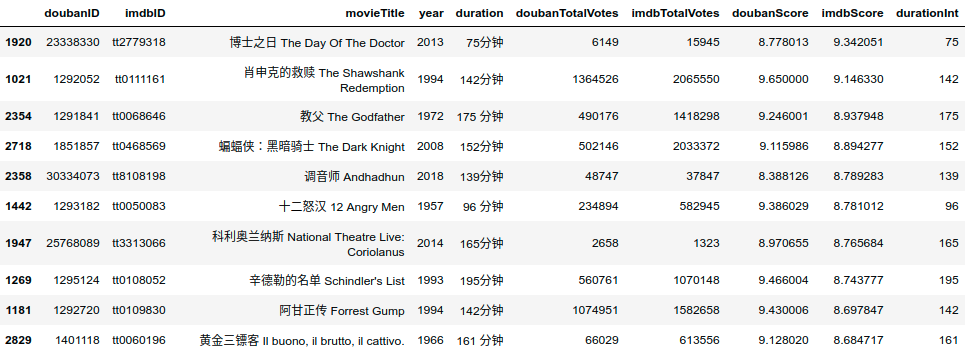 doubanID imdbID movieTitle year duration doubanTotalVotes imdbTotalVotes doubanScore imdbScore durationInt
1920 23338330 tt2779318 博士之日 The Day Of The Doctor 2013 75分钟 6149 15945 8.778013 9.342051 75
1021 1292052 tt0111161 肖申克的救赎 The Shawshank Redemption 1994 142分钟 1364526 2065550 9.650000 9.146330 142
2354 1291841 tt0068646 教父 The Godfather 1972 175 分钟 490176 1418298 9.246001 8.937948 175
2718 1851857 tt0468569 蝙蝠侠：黑暗骑士 The Dark Knight 2008 152分钟 502146 2033372 9.115986 8.894277 152
2358 30334073 tt8108198 调音师 Andhadhun 2018 139分钟 48747 37847 8.388126 8.789283 139
1442 1293182 tt0050083 十二怒汉 12 Angry Men 1957 96 分钟 234894 582945 9.386029 8.781012 96
1947 25768089 tt3313066 科利奥兰纳斯 National Theatre Live: Coriolanus 2014 165分钟 2658 1323 8.970655 8.765684 165
1269 1295124 tt0108052 辛德勒的名单 Schindler's List 1993 195分钟 560761 1070148 9.466004 8.743777 195
1181 1292720 tt0109830 阿甘正传 Forrest Gump 1994 142分钟 1074951 1582658 9.430006 8.697847 142
2829 1401118 tt0060196 黄金三镖客 Il buono, il brutto, il cattivo. 1966 161 分钟 66029 613556 9.128020 8.684717 161